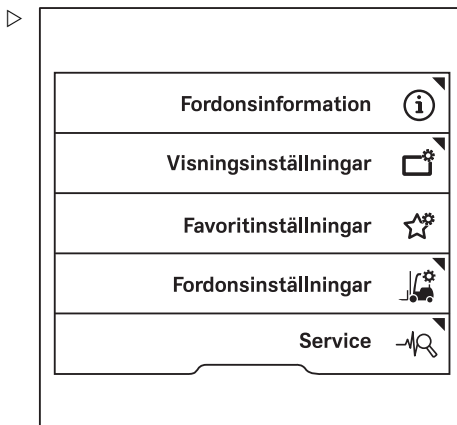 Fordonsinformation
Visningsinställningar
Favoritinställningar
Fordonsinställningar
Service